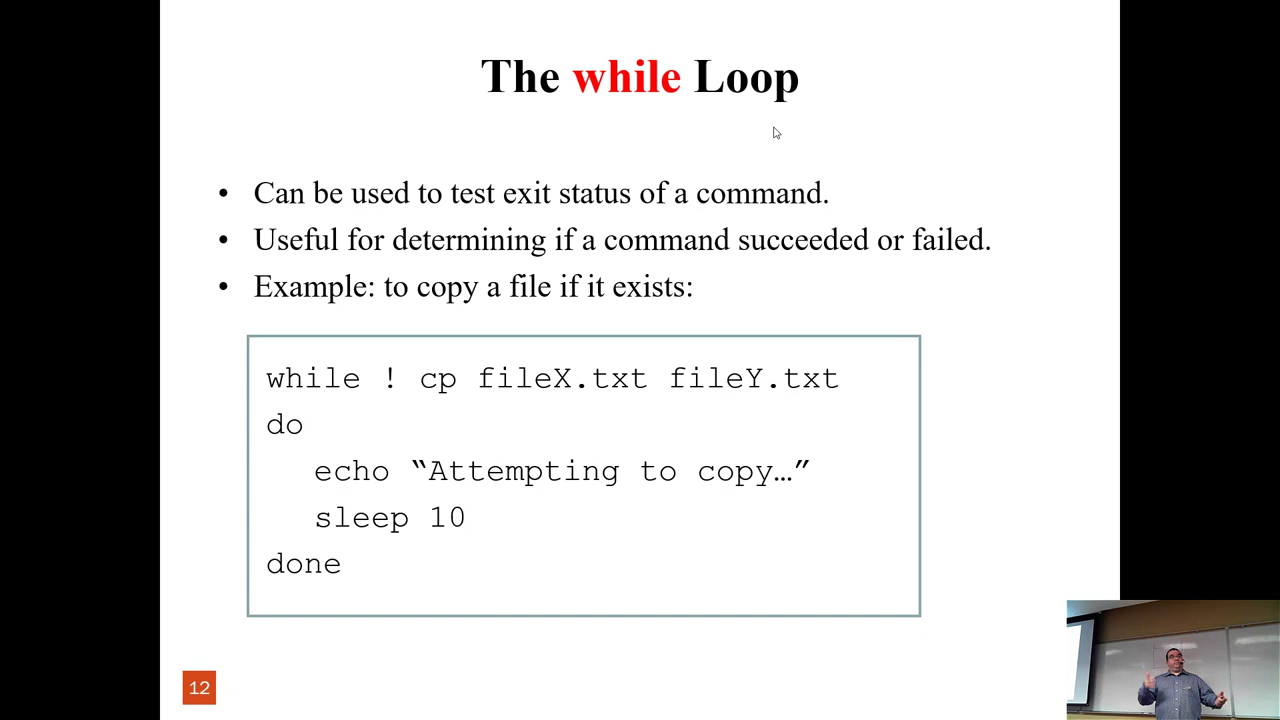 The while Loop
• Can be used to test exit status of a command.
• Useful for determining if a command succeeded or failed.
• Example: to copy a file if it exists:
while ! cp fileX.txt fileY.txt
do
echo “Attempting to copy…”
sleep 10
done
12